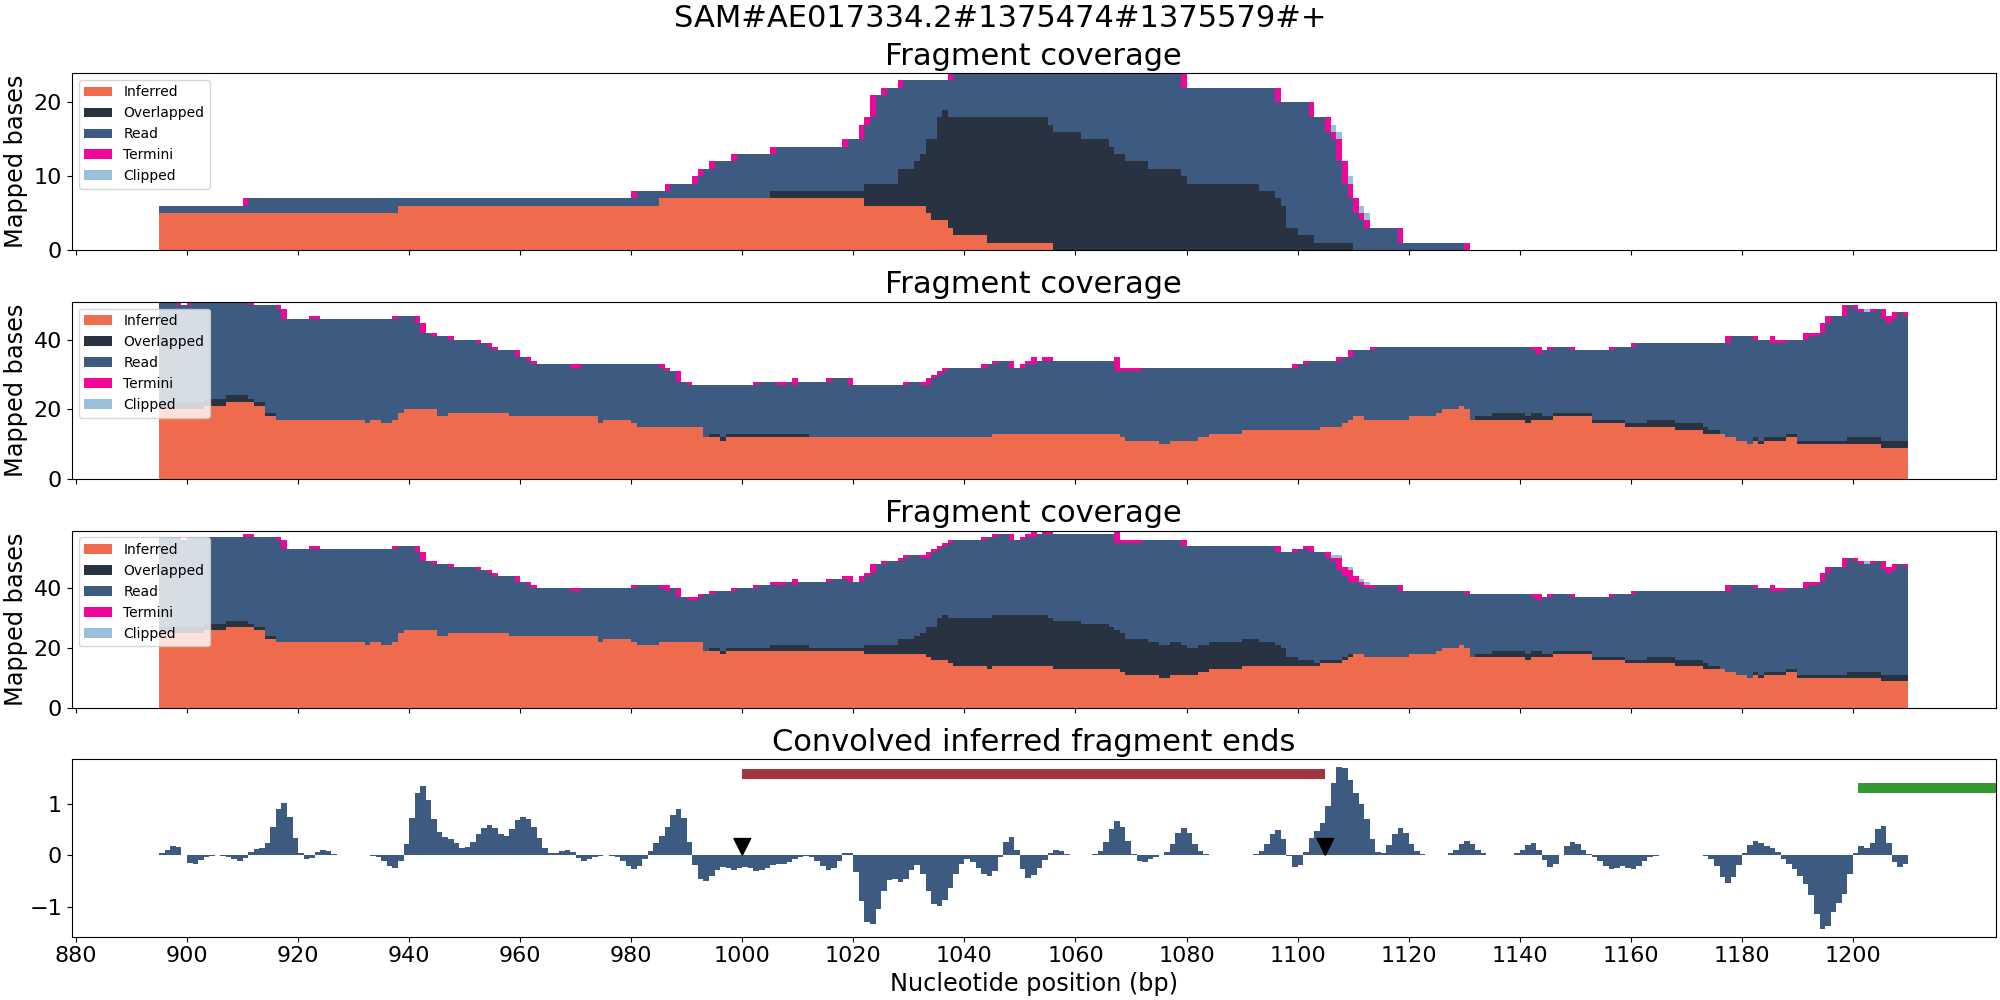 SAM#AE017334.2#1375474#1375579#+
Fragment coverage
Mapped bases
20
10
0
Inferred
Overlapped
Read
Termini
Clipped
Fragment coverage
Mapped bases
40
20
0
Inferred
Overlapped
Read
Termini
Clipped
Fragment coverage
Mapped bases
40
20
0
Inferred
Overlapped
Read
Termini
Clipped
Convolved inferred fragment ends
1
0
−1
880 900 920 940 960 980 1000 1020 1040 1060 1080 1100 1120 1140 1160 1180 1200
Nucleotide position (bp)